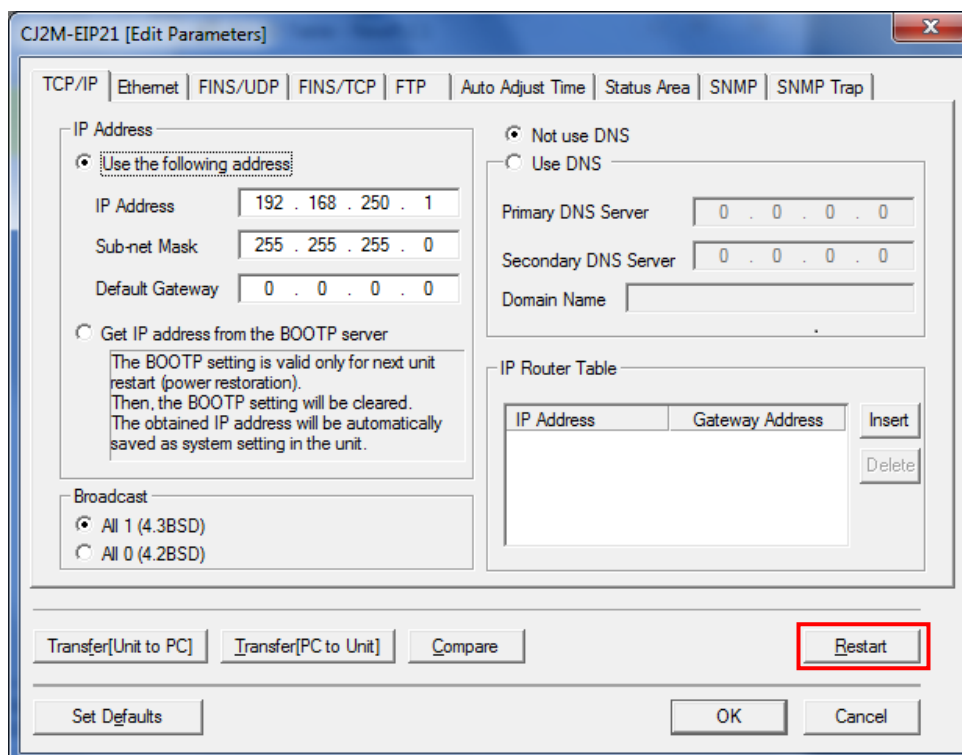 CJ2M-EIP21 [Edit Parameters]
TCP/IP Ethernet FINS/UDP FINS/TCP FTP Auto Adjust Time Status Area SNMP SNMP Trap
IP Address
Use the following address
IP Address 192 . 168 . 250 . 1
Sub-net Mask 255 . 255 . 255 . 0
Default Gateway 0 . 0 . 0 . 0
Get IP address from the BOOTP server
The BOOTP setting is valid only for next unit
restart (power restoration).
Then, the BOOTP setting will be cleared.
The obtained IP address will be automatically
saved as system setting in the unit.
Broadcast
All 1 (4.3BSD)
All 0 (4.2BSD)
Not use DNS
Use DNS
Primary DNS Server 0 . 0 . 0 . 0
Secondary DNS Server 0 . 0 . 0 . 0
Domain Name
IP Router Table
IP Address Gateway Address Insert
Delete
Transfer[Unit to PC] Transfer[PC to Unit] Compare Restart
Set Defaults OK Cancel